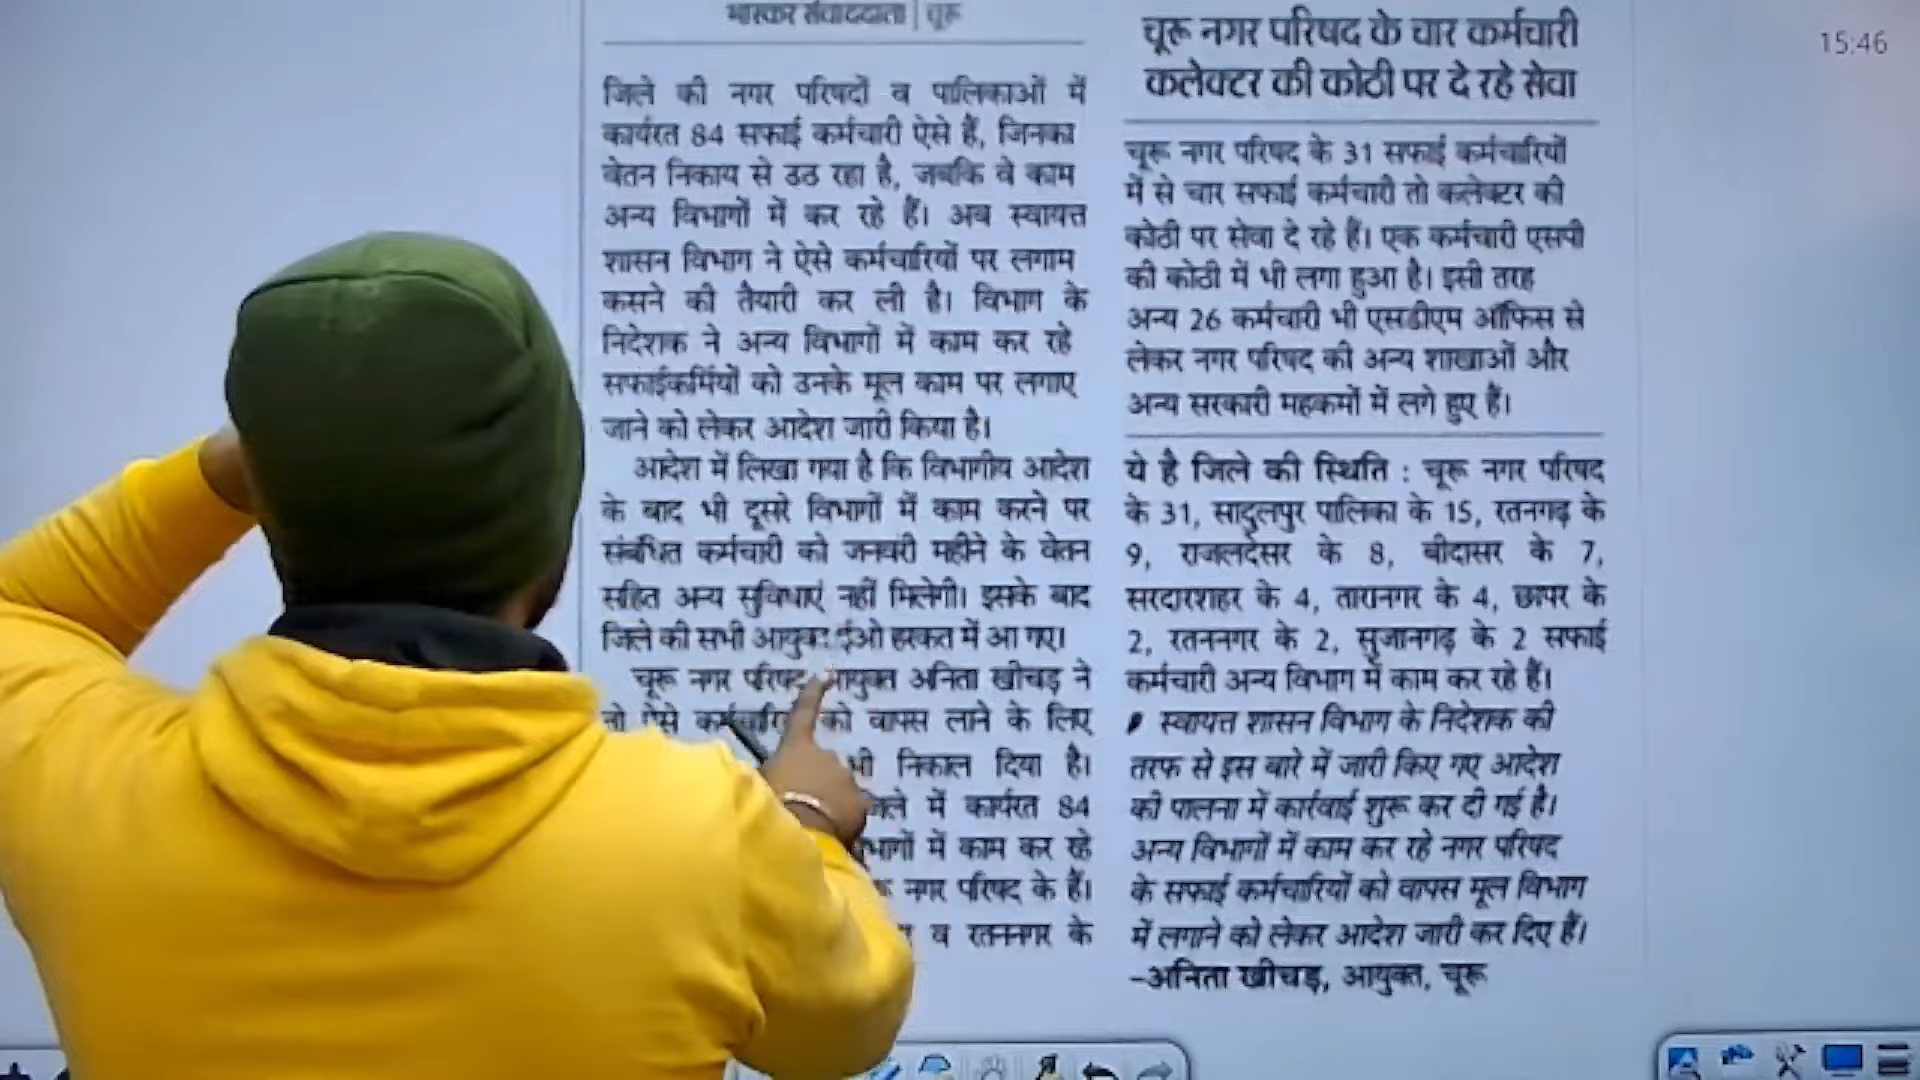 भास्कर संवाददाता | चूरू
जिले की नगर परिषदों व पालिकाओं में
कार्यरत 84 सफाई कर्मचारी ऐसे हैं, जिनका
वेतन निकाय से उठ रहा है, जबकि वे काम
अन्य विभागों में कर रहे हैं। अब स्वायत्त
शासन विभाग ने ऐसे कर्मचारियों पर लगाम
कसने की तैयारी कर ली है। विभाग के
निदेशक ने अन्य विभागों में काम कर रहे
सफाईकर्मियों को उनके मूल काम पर लगाए
जाने को लेकर आदेश जारी किया है।
आदेश में लिखा गया है कि विभागीय आदेश
के बाद भी दूसरे विभागों में काम करने पर
संबंधित कर्मचारी को जनवरी महीने के वेतन
सहित अन्य सुविधाएं नहीं मिलेगी। इसके बाद
जिले की सभी ईओ हरकत में आ गए।
चूरू नगर परिषद आयुक्त अनिता खीचड़ ने
तो ऐसे को वापस लाने के लिए
भी निकाल दिया है।
जिले में कार्यरत 84
में काम कर रहे
नगर परिषद के हैं।
व रतननगर के
चूरू नगर परिषद के चार कर्मचारी
कलेक्टर की कोठी पर दे रहे सेवा
चूरू नगर परिषद के 31 सफाई कर्मचारियों
में से चार सफाई कर्मचारी तो कलेक्टर की
कोठी पर सेवा दे रहे हैं। एक कर्मचारी एसपी
की कोठी में भी लगा हुआ है। इसी तरह
अन्य 26 कर्मचारी भी एसडीएम ऑफिस से
लेकर नगर परिषद की अन्य शाखाओं और
अन्य सरकारी महकमों में लगे हुए हैं।
ये है जिले की स्थिति : चूरू नगर परिषद
के 31, सादुलपुर पालिका के 15, रतनगढ़ के
9, राजलदेसर के 8, बीदासर के 7,
सरदारशहर के 4, तारानगर के 4, छापर के
2, रतननगर के 2, सुजानगढ़ के 2 सफाई
कर्मचारी अन्य विभाग में काम कर रहे हैं।
स्वायत्त शासन विभाग के निदेशक की
तरफ से इस बारे में जारी किए गए आदेश
की पालना में कार्रवाई शुरू कर दी गई है।
अन्य विभागों में काम कर रहे नगर परिषद
के सफाई कर्मचारियों को वापस मूल विभाग
में लगाने को लेकर आदेश जारी कर दिए हैं।
-अनिता खीचड़, आयुक्त, चूरू
15:46